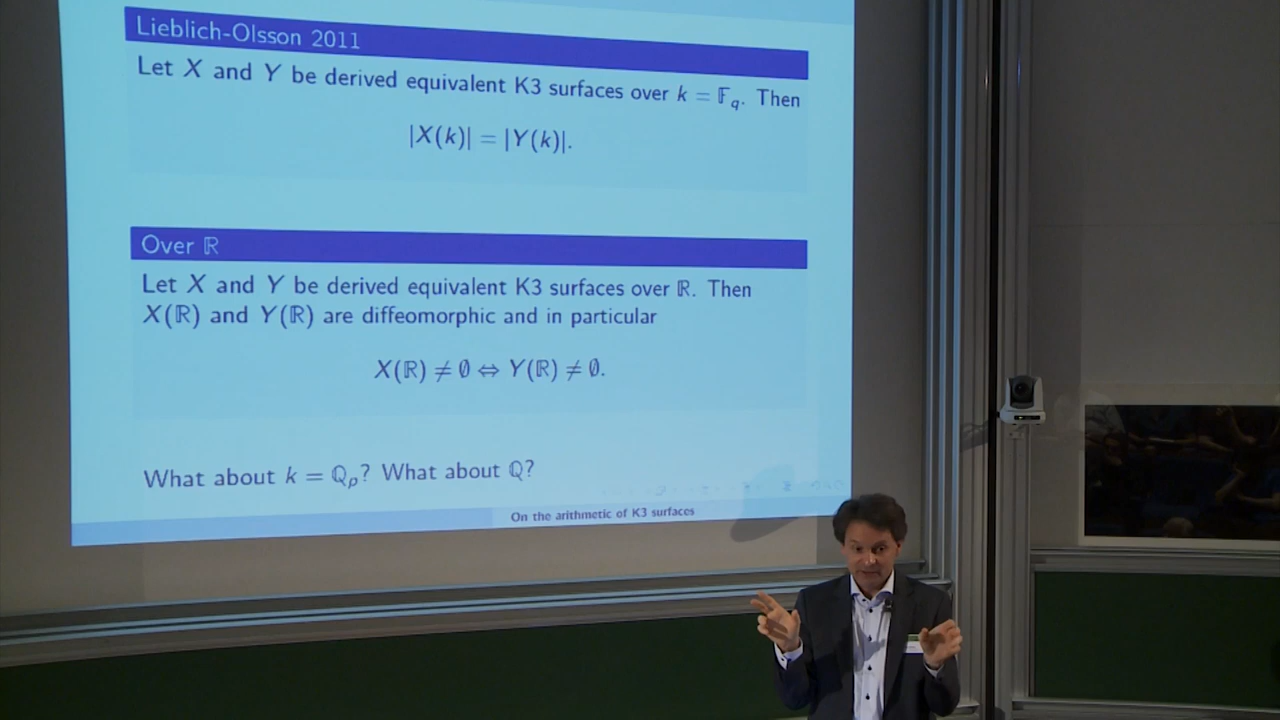 Lieblich-Olsson 2011
Let X and Y be derived equivalent K3 surfaces over k = 𝔽_q. Then
|X(k)| = |Y(k)|.
Over ℝ
Let X and Y be derived equivalent K3 surfaces over ℝ. Then
X(ℝ) and Y(ℝ) are diffeomorphic and in particular
X(ℝ) ≠ ∅ ⇔ Y(ℝ) ≠ ∅.
What about k = ℚ_p? What about ℚ?
On the arithmetic of K3 surfaces